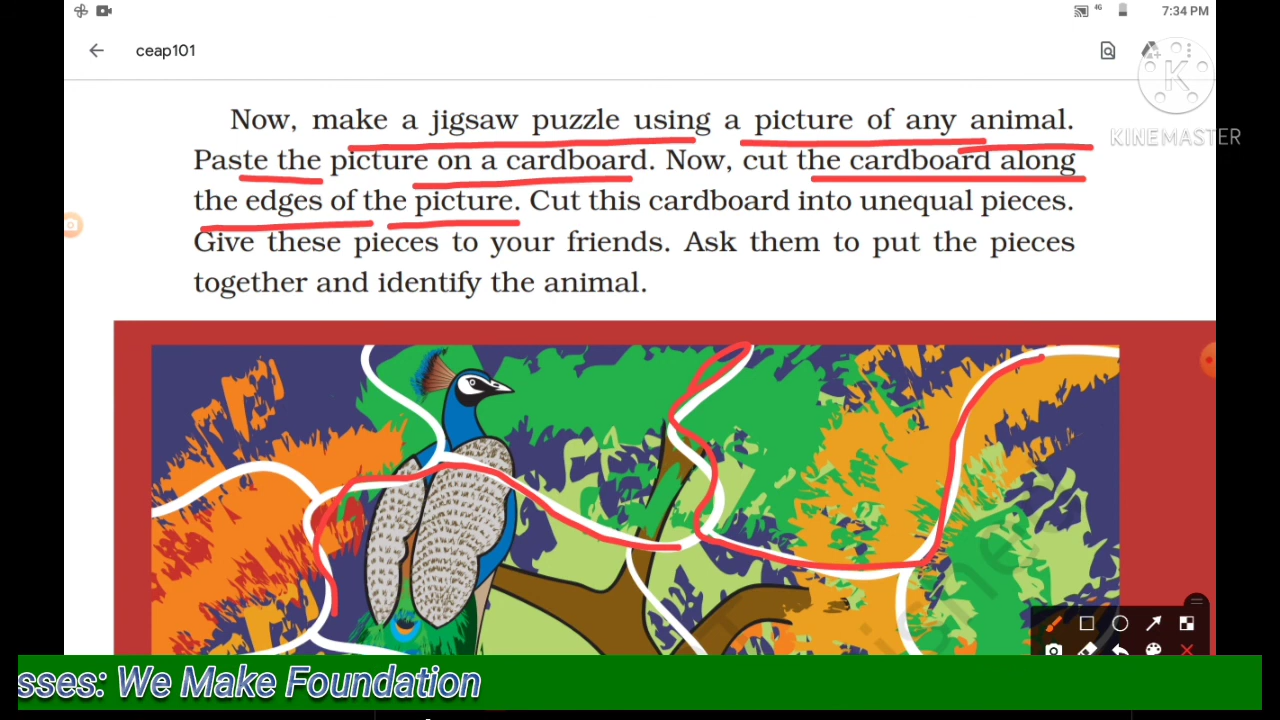 4G
7:34 PM
ceap101
K
KINEMASTER
Now, make a jigsaw puzzle using a picture of any animal.
Paste the picture on a cardboard. Now, cut the cardboard along
the edges of the picture. Cut this cardboard into unequal pieces.
Give these pieces to your friends. Ask them to put the pieces
together and identify the animal.
sses: We Make Foundation